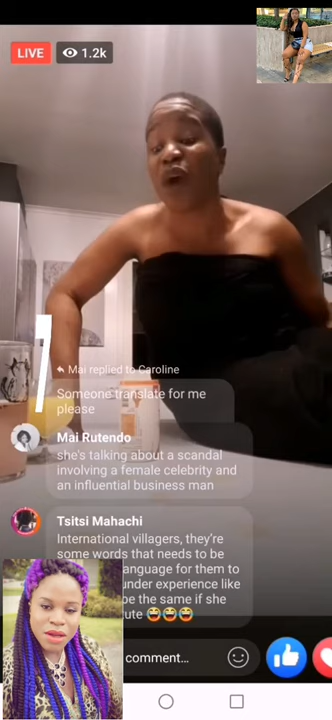 LIVE 1.2k
Mai replied to Caroline
Someone translate for me
please
Mai Rutendo
she's talking about a scandal
involving a female celebrity and
an influential business man
Tsitsi Mahachi
International villagers, they're
some words that needs to be
anguage for them to
under experience like
be the same if she
ute 😂😂😂
comment...